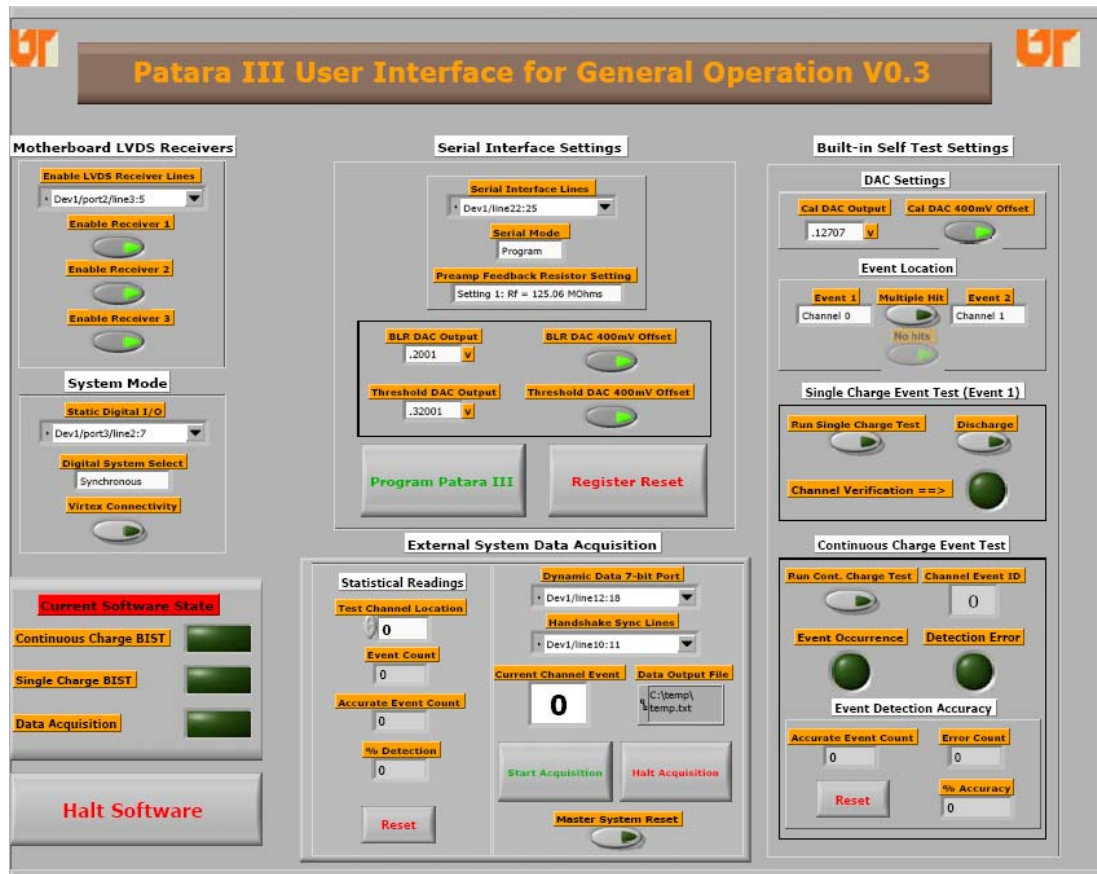 UT
UT
Patara III User Interface for General Operation V0.3
Motherboard LVDS Receivers
Enable LVDS Receiver Lines
Dev1/port2/line3:5
Enable Receiver 1
Enable Receiver 2
Enable Receiver 3
System Mode
Static Digital I/O
Dev1/port3/line2:7
Digital System Select
Synchronous
Virtex Connectivity
Current Software State
Continuous Charge BIST
Single Charge BIST
Data Acquisition
Halt Software
Serial Interface Settings
Serial Interface Lines
Dev1/line22:25
Serial Mode
Program
Preamp Feedback Resistor Setting
Setting 1: Rf = 125.06 MOhms
BLR DAC Output
.2001 V
BLR DAC 400mV Offset
Threshold DAC Output
.32001 V
Threshold DAC 400mV Offset
Program Patara III
Register Reset
External System Data Acquisition
Statistical Readings
Test Channel Location
0
Event Count
0
Accurate Event Count
0
% Detection
0
Reset
Dynamic Data 7-bit Port
Dev1/line12:18
Handshake Sync Lines
Dev1/line10:11
Current Channel Event
0
Data Output File
C:\temp\
temp.txt
Start Acquisition
Halt Acquisition
Master System Reset
Built-in Self Test Settings
DAC Settings
Cal DAC Output
.12707 V
Cal DAC 400mV Offset
Event Location
Event 1
Channel 0
Multiple Hit
No hits
Event 2
Channel 1
Single Charge Event Test (Event 1)
Run Single Charge Test
Discharge
Channel Verification ==>
Continuous Charge Event Test
Run Cont. Charge Test
Channel Event ID
0
Event Occurrence
Detection Error
Event Detection Accuracy
Accurate Event Count
0
Error Count
0
Reset
% Accuracy
0